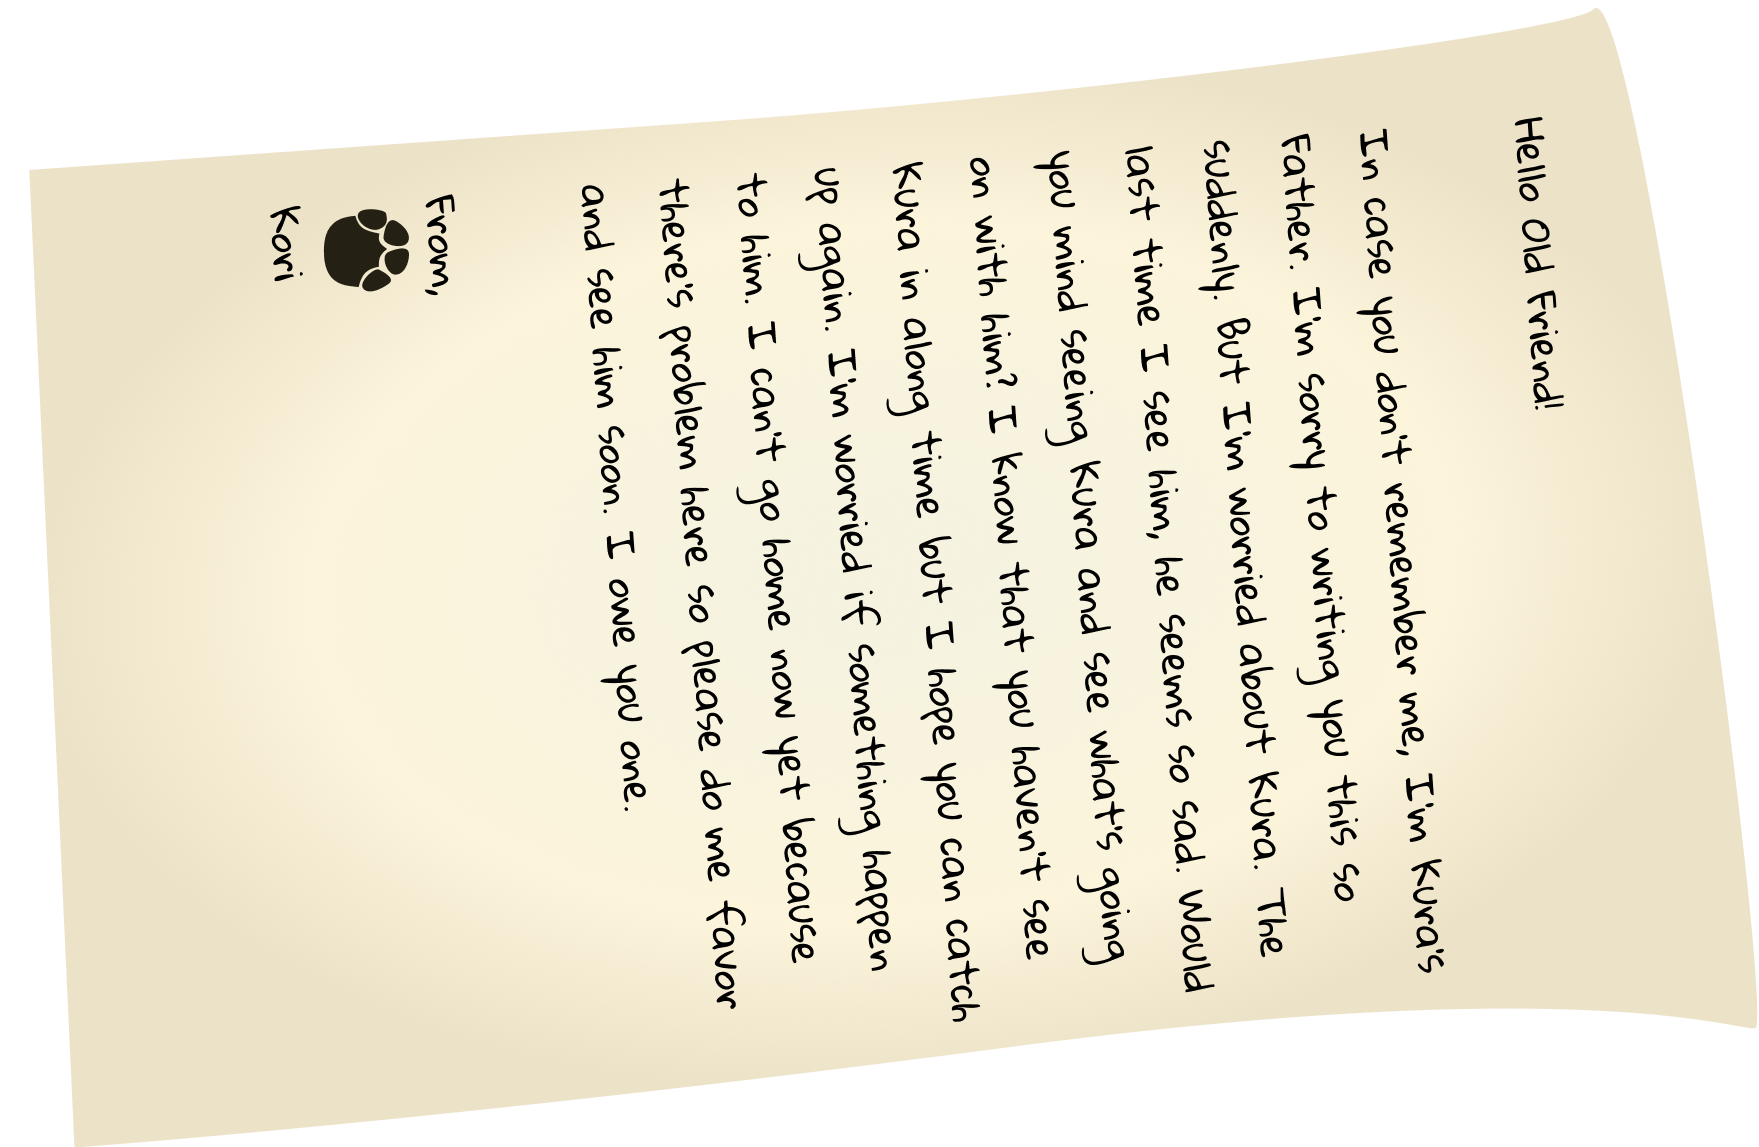 Hello Old Friend!
In case you don't remember me, I'm Kura's
Father. I'm sorry to writing you this so
suddenly. But I'm worried about Kura. The
last time I see him, he seems so sad. Would
you mind seeing Kura and see what's going
on with him? I know that you haven't see
Kura in along time but I hope you can catch
up again. I'm worried if something happen
to him. I can't go home now yet because
there's problem here so please do me favor
and see him soon. I owe you one.
From,
Kori